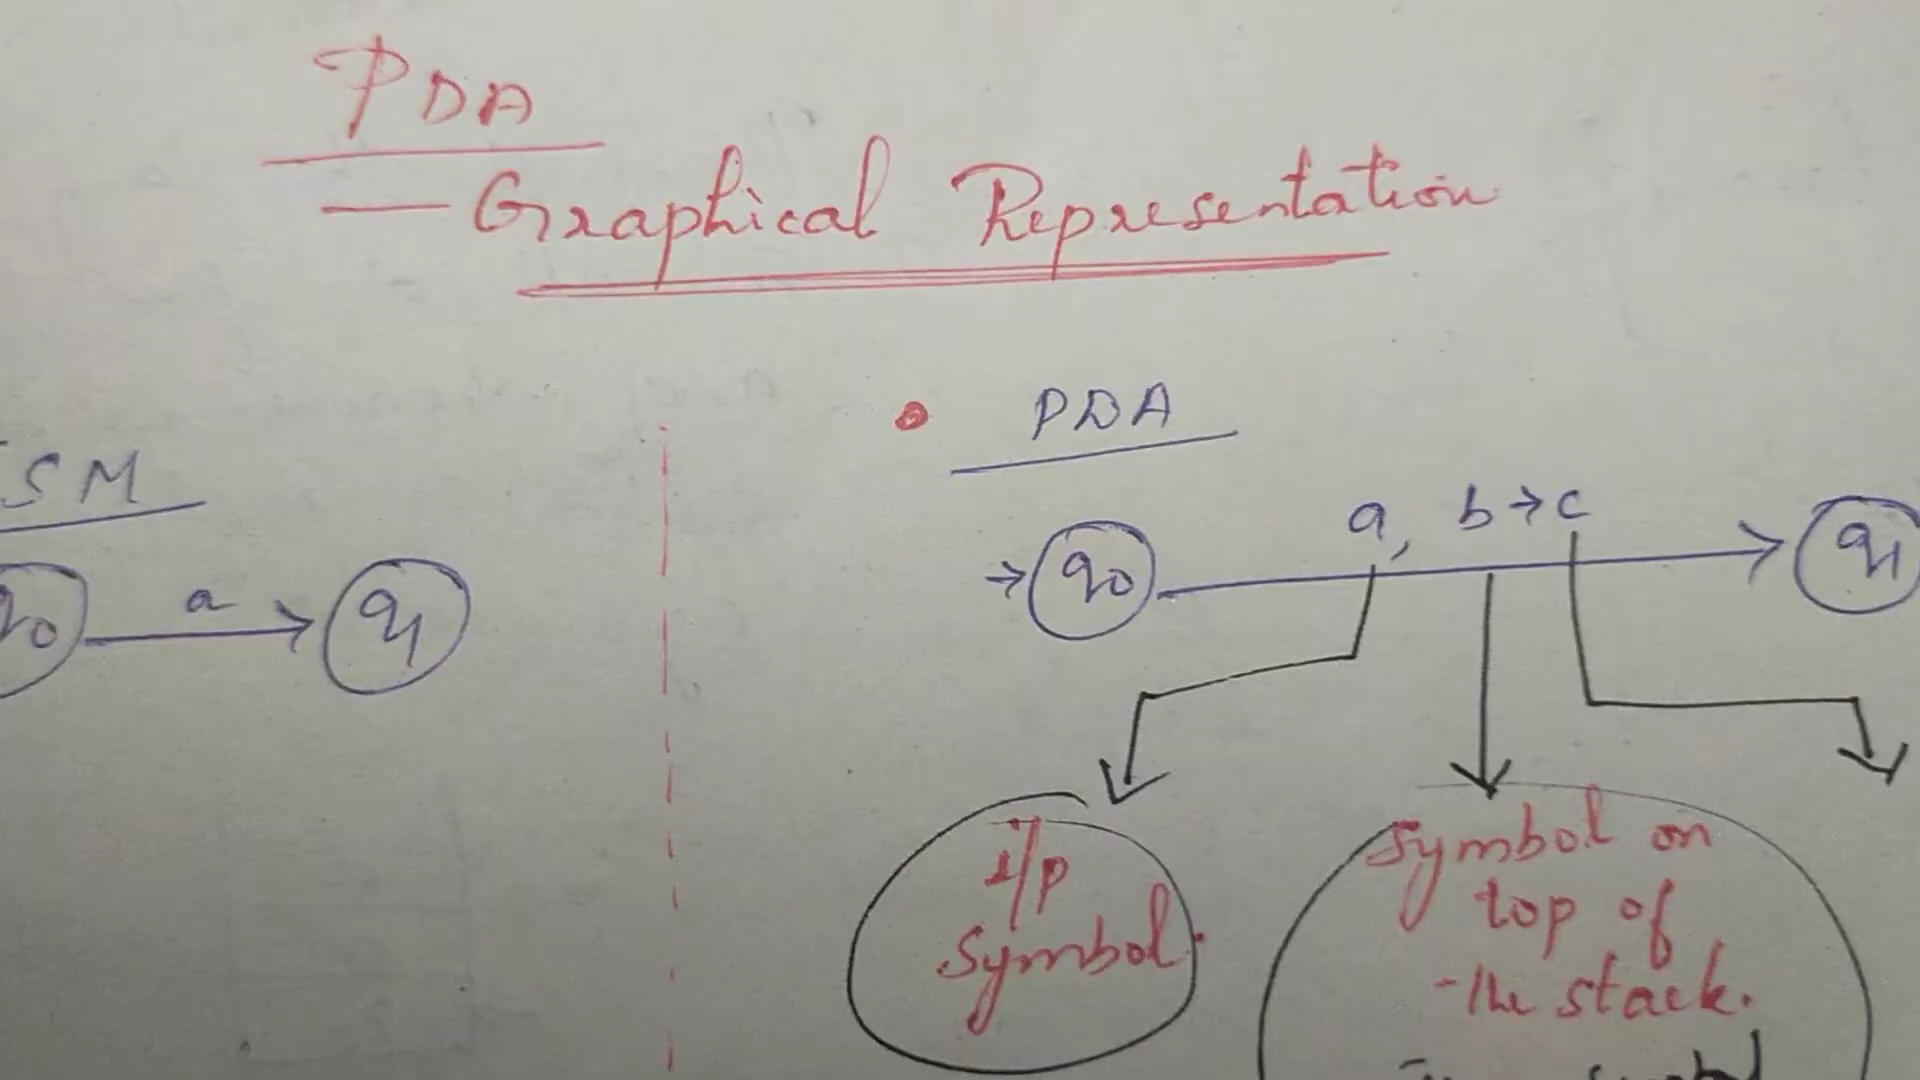 PDA
— Graphical Representation
SM
q0 a q1
PDA
→ q0 a, b → c q1
i/p
Symbol.
Symbol on
top of
the stack.